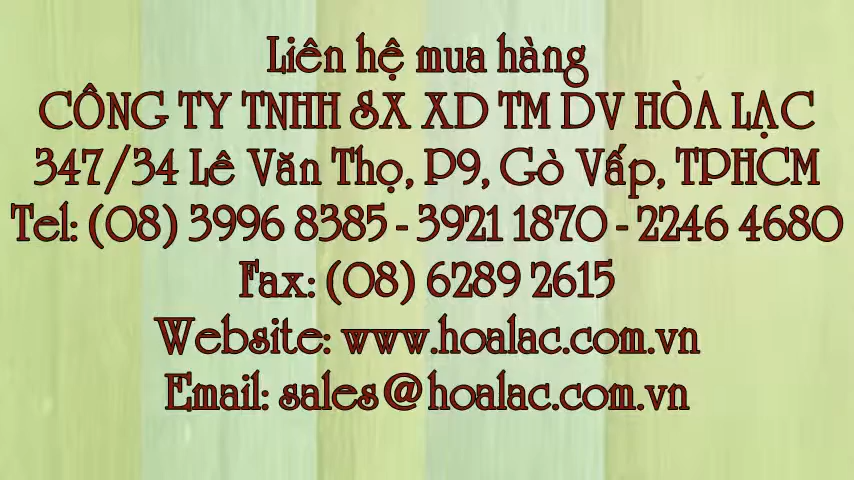 Liên hệ mua hàng
CÔNG TY TNHH SX XD TM DV HÒA LẠC
347/34 Lê Văn Thọ, P9, Gò Vấp, TPHCM
Tel: (08) 3996 8385 - 3921 1870 - 2246 4680
Fax: (08) 6289 2615
Website: www.hoalac.com.vn
Email: sales@hoalac.com.vn